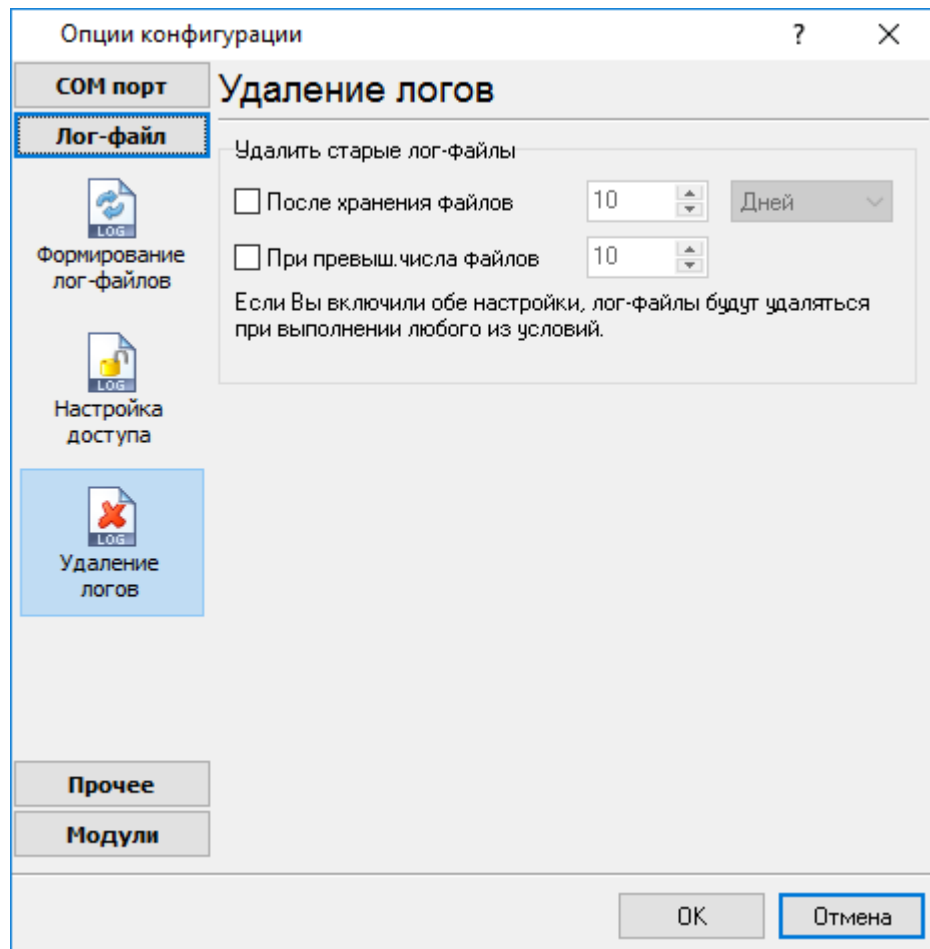 Опции конфигурации
?
COM порт
Удаление логов
Лог-файл
Удалить старые лог-файлы
После хранения файлов 10 Дней
LOG
Формирование
лог-файлов
При превыш.числа файлов 10
Если Вы включили обе настройки, лог-файлы будут удаляться
при выполнении любого из условий.
LOG
Настройка
доступа
LOG
Удаление
логов
Прочее
Модули
OK
Отмена